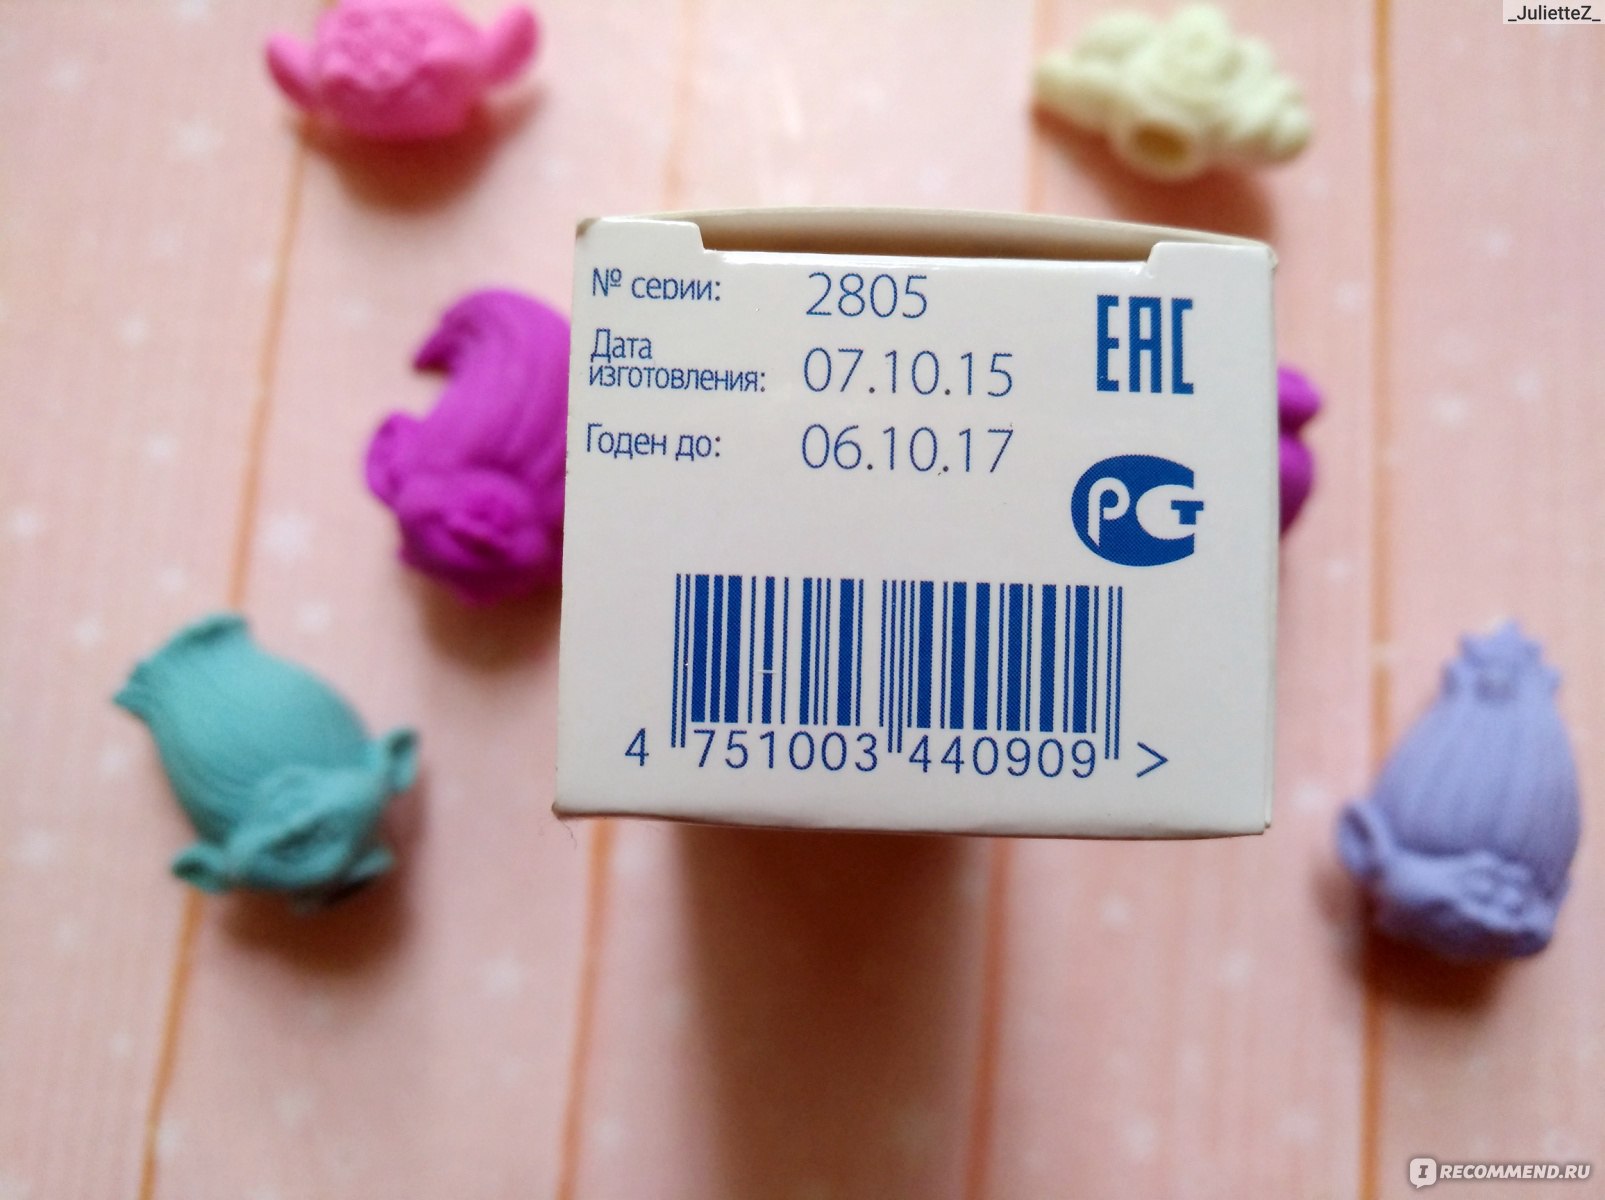 _JulietteZ_
№ серии: 2805
Дата
изготовления: 07.10.15
Годен до: 06.10.17
EAC
РСТ
4 751003 440909 >
IRECOMMEND.RU